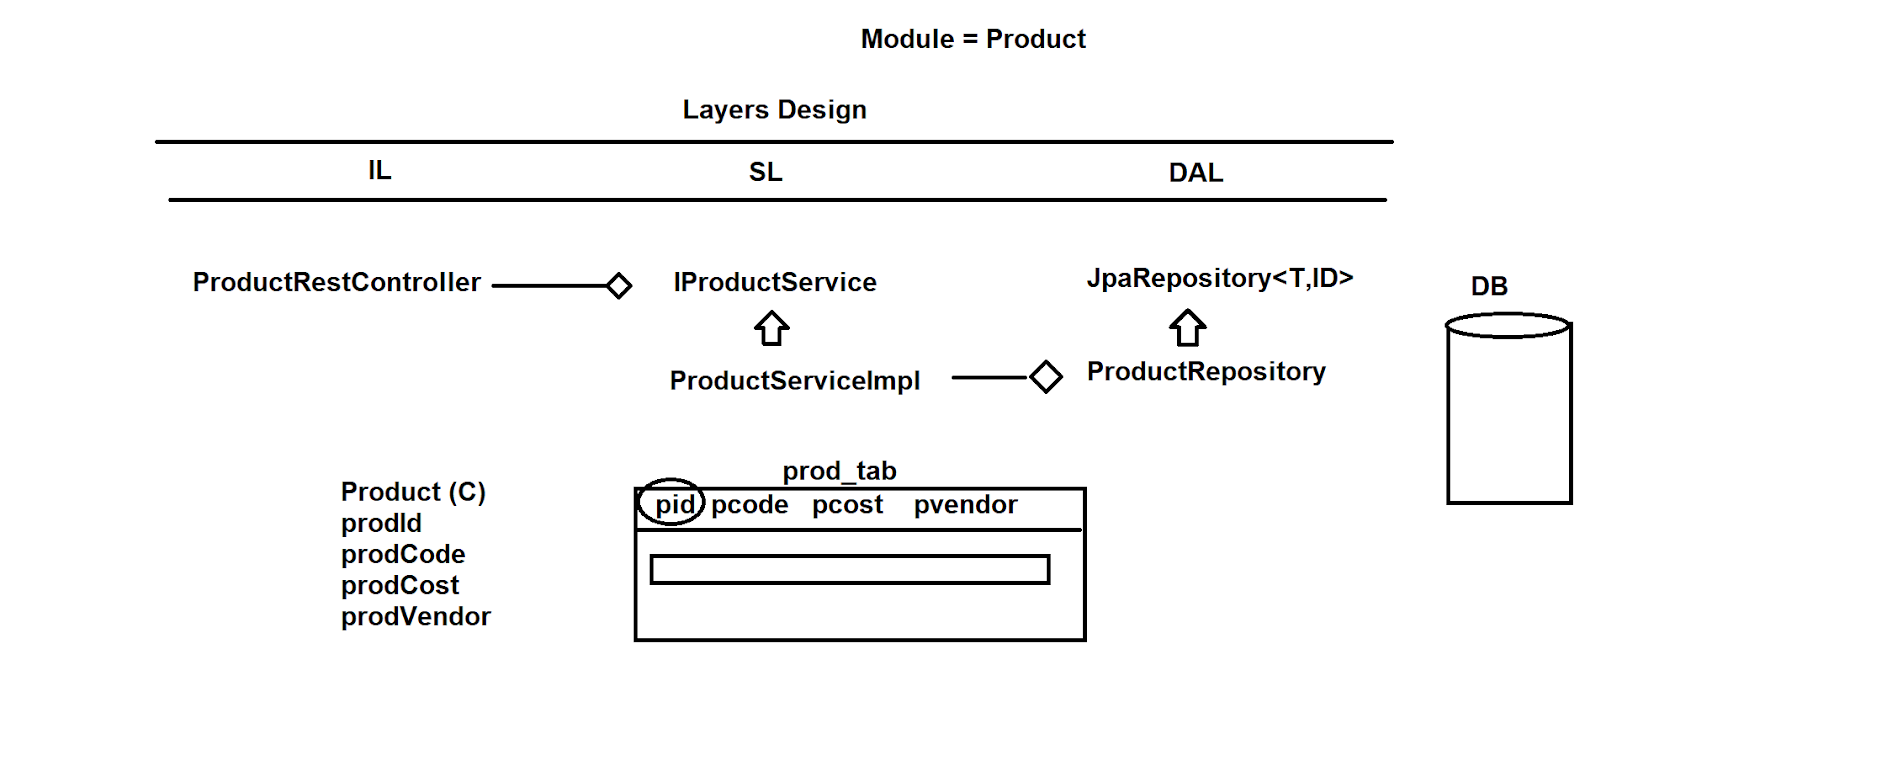 Module = Product
Layers Design
IL SL DAL
ProductRestController IProductService JpaRepository<T,ID> DB
ProductServiceImpl ProductRepository
prod_tab
Product (C)
prodId
prodCode
prodCost
prodVendor
pid pcode pcost pvendor